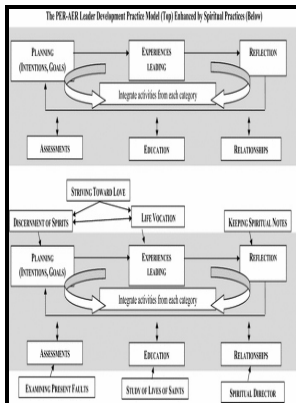 The PER-AER Leader Development Practice Model (Top) Enhanced by Spiritual Practices (Below)
PLANNING
(INTENTIONS, GOALS)
EXPERIENCES
LEADING
REFLECTION
Integrate activities from each category
ASSESSMENTS
EDUCATION
RELATIONSHIPS
STRIVING TOWARD LOVE
DISCERNMENT OF SPIRITS
LIFE VOCATION
KEEPING SPIRITUAL NOTES
PLANNING
(INTENTIONS, GOALS)
EXPERIENCES
LEADING
REFLECTION
Integrate activities from each category
ASSESSMENTS
EDUCATION
RELATIONSHIPS
EXAMINING PRESENT FAULTS
STUDY OF LIVES OF SAINTS
SPIRITUAL DIRECTOR